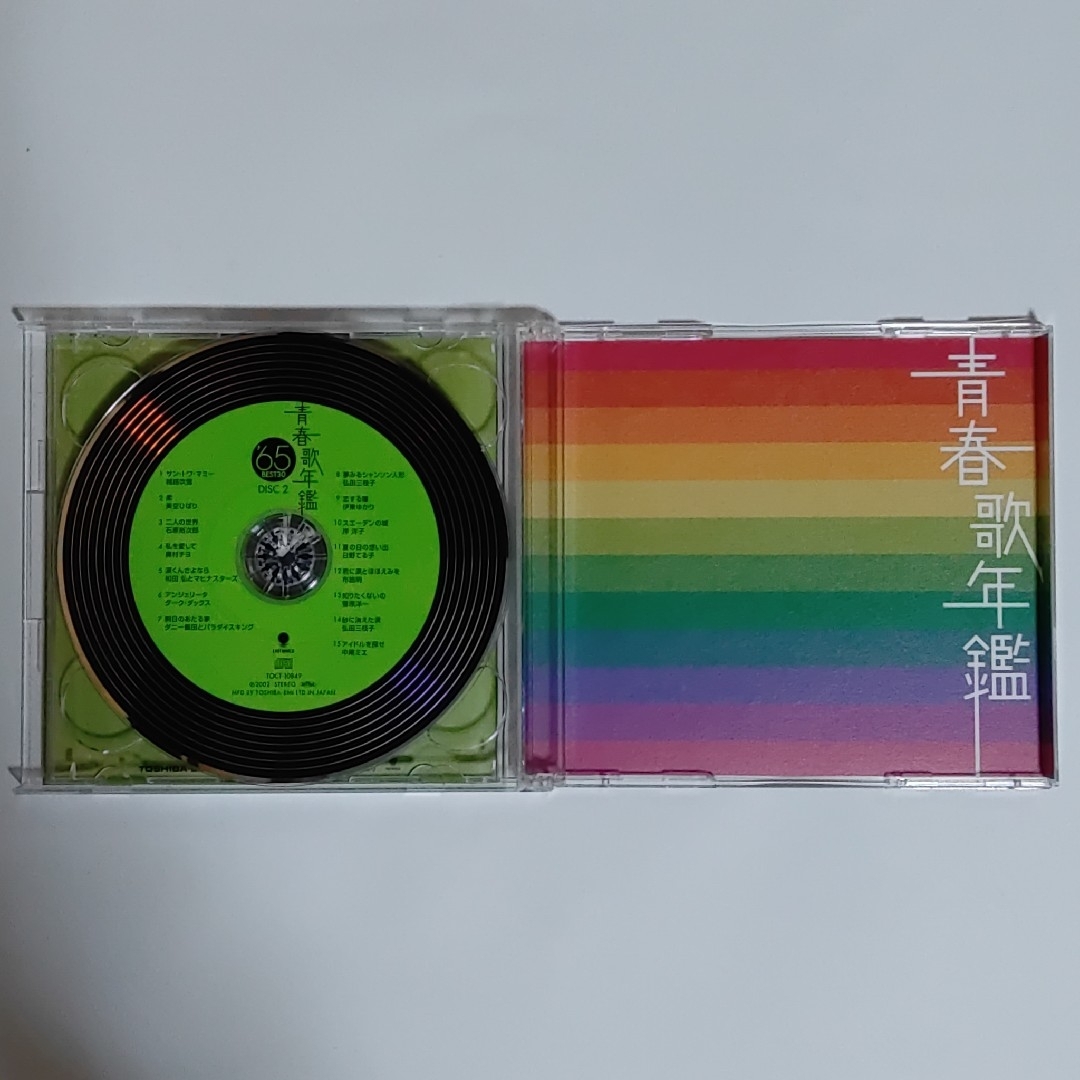 青春歌年鑑
'65
BEST30
DISC 2
1 サン・トワ・マミー
越路吹雪
2 柔
美空ひばり
3 二人の世界
石原裕次郎
4 私を愛して
奥村チヨ
5 涙くんさよなら
和田 弘とマヒナスターズ
6 アンジェリータ
ダーク・ダックス
7 明日のあたる家
ダニー飯田とパラダイスキング
8 夢みるシャンソン人形
弘田三枝子
9 恋する瞳
伊東ゆかり
10 スエーデンの城
岸 洋子
11 夏の日の想い出
日野てる子
12 君に涙とほほえみを
布施明
13 知りたくないの
菅原洋一
14 砂に消えた涙
弘田三枝子
15 アイドルを探せ
中尾ミエ
TOCT-10849
℗2001 STEREO
MFD BY TOSHIBA-EMI LTD IN JAPAN
TOSHIBA
青春歌年鑑